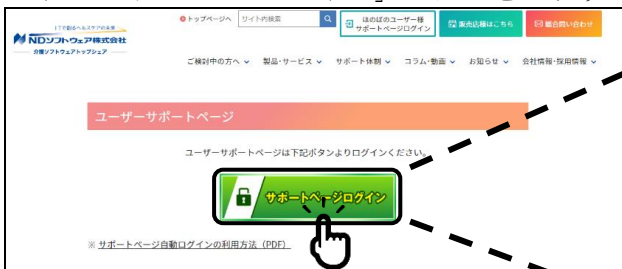 ITで創るヘルスケアの未来
NDソフトウェア株式会社
介護ソフトウェアトップシェア
トップページへ
サイト内検索
ほのぼのユーザー様
サポートページログイン
販売店様はこちら
総合問い合わせ
ご検討中の方へ 製品・サービス サポート体制 コラム・動画 お知らせ 会社情報・採用情報
ユーザーサポートページ
ユーザーサポートページは下記ボタンよりログインください。
サポートページログイン
※ サポートページ自動ログインの利用方法（PDF）